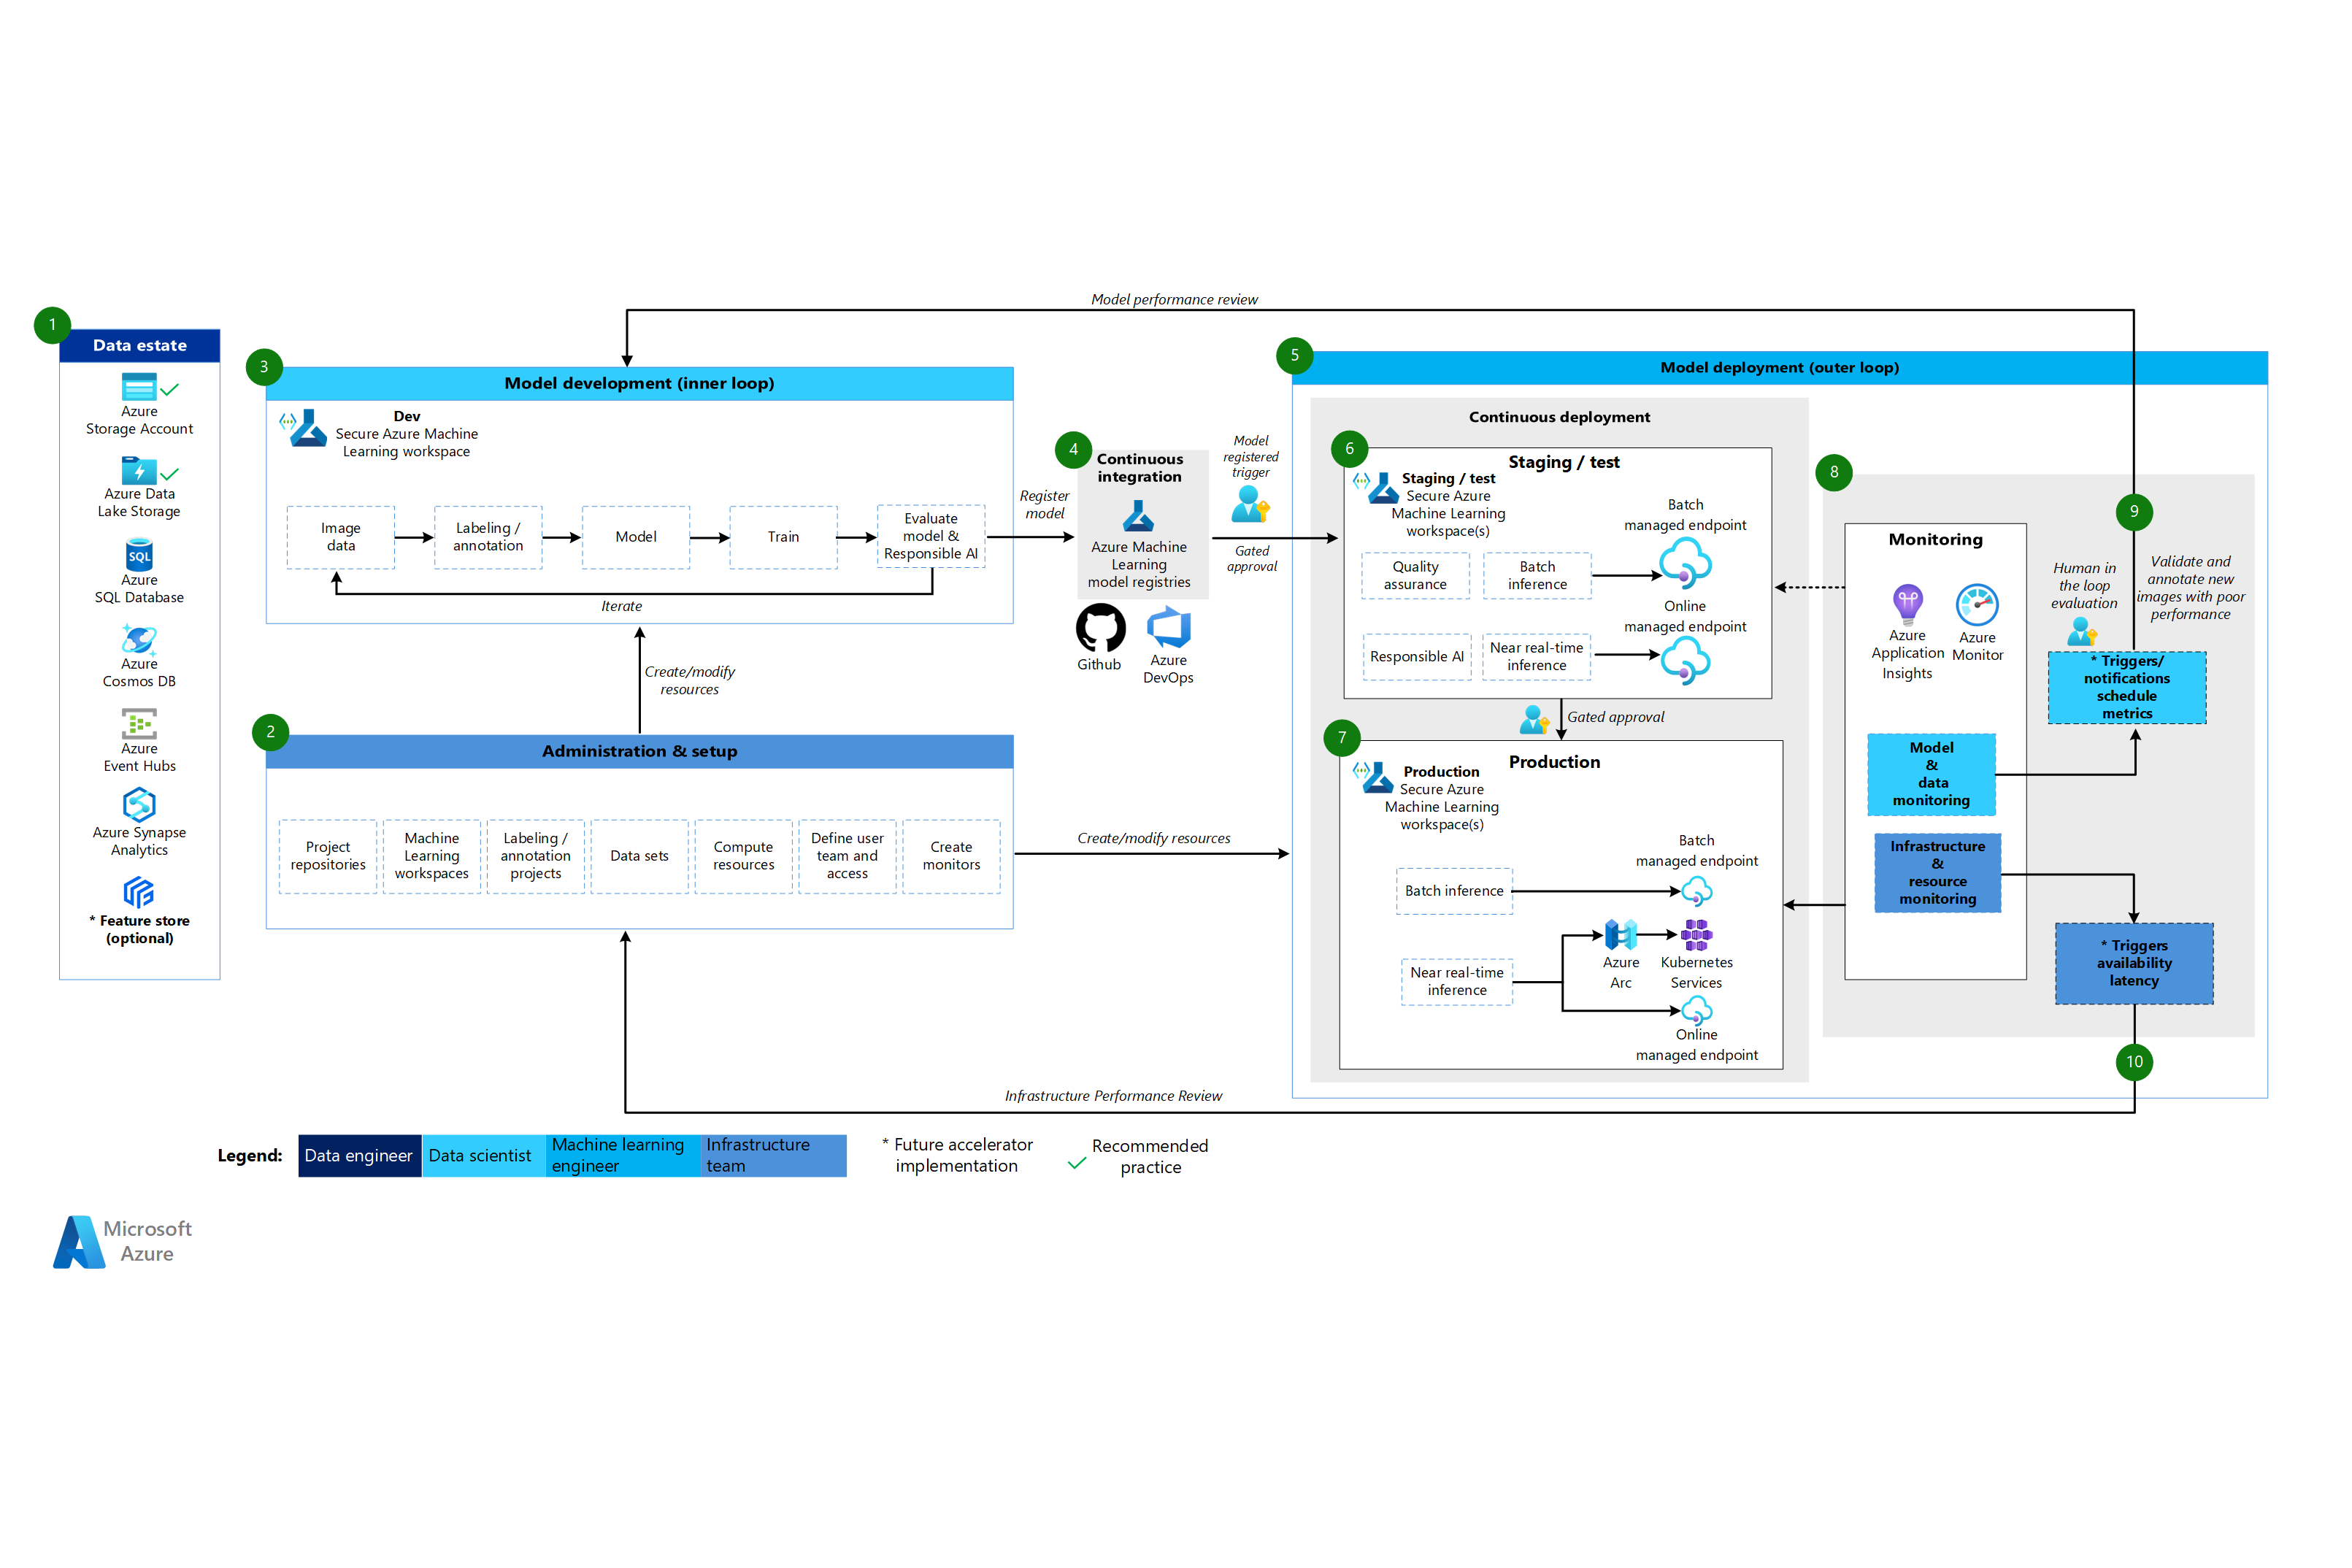 Model performance review
1
Data estate
Azure
Storage Account
Azure Data
Lake Storage
SQL
Azure
SQL Database
Azure
Cosmos DB
Azure
Event Hubs
Azure Synapse
Analytics
* Feature store
(optional)
3
Model development (inner loop)
Dev
Secure Azure Machine
Learning workspace
Image
data
Labeling /
annotation
Model
Train
Evaluate
model &
Responsible AI
Iterate
Create/modify
resources
2
Administration & setup
Project
repositories
Machine
Learning
workspaces
Labeling /
annotation
projects
Data sets
Compute
resources
Define user
team and
access
Create
monitors
Register
model
4
Continuous
integration
Azure Machine
Learning
model registries
Github
Azure
DevOps
Model
registered
trigger
Gated
approval
Create/modify resources
5
Model deployment (outer loop)
Continuous deployment
6
Staging / test
Staging / test
Secure Azure
Machine Learning
workspace(s)
Batch
managed endpoint
Quality
assurance
Batch
inference
Online
managed endpoint
Responsible AI
Near real-time
inference
Gated approval
7
Production
Production
Secure Azure
Machine Learning
workspace(s)
Batch
managed endpoint
Batch inference
Near real-time
inference
Azure
Arc
Kubernetes
Services
Online
managed endpoint
8
Monitoring
Azure
Application
Insights
Azure
Monitor
Model
&
data
monitoring
Infrastructure
&
resource
monitoring
9
Human in
the loop
evaluation
Validate and
annotate new
images with poor
performance
* Triggers/
notifications
schedule
metrics
* Triggers
availability
latency
10
Infrastructure Performance Review
Legend:
Data engineer
Data scientist
Machine learning
engineer
Infrastructure
team
* Future accelerator
implementation
Recommended
practice
Microsoft
Azure